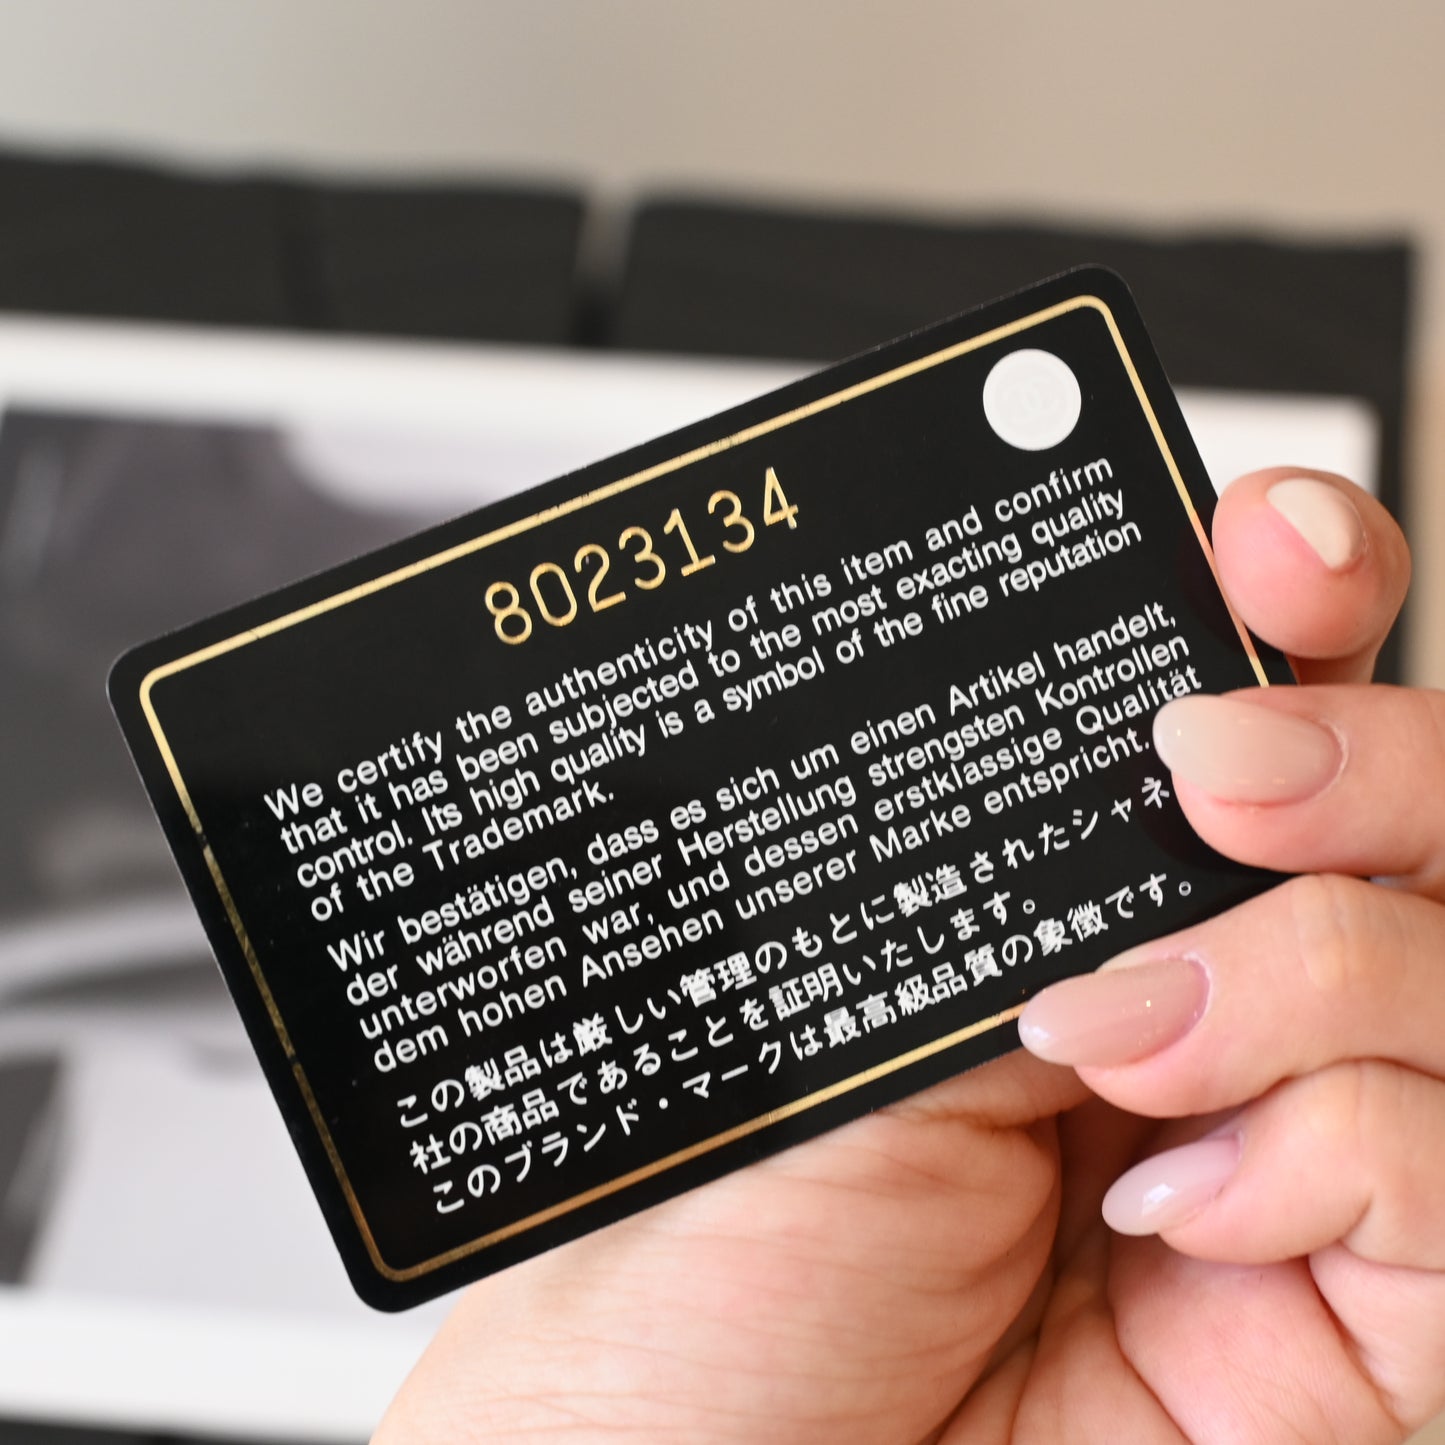 8023134
We certify the authenticity of this item and confirm
that it has been subjected to the most exacting quality
control. Its high quality is a symbol of the fine reputation
of the Trademark.
Wir bestätigen, dass es sich um einen Artikel handelt,
der während seiner Herstellung strengsten Kontrollen
unterworfen war, und dessen erstklassige Qualität
dem hohen Ansehen unserer Marke entspricht.
この製品は厳しい管理のもとに製造されたシャネ
社の商品であることを証明いたします。
このブランド・マークは最高級品質の象徴です。